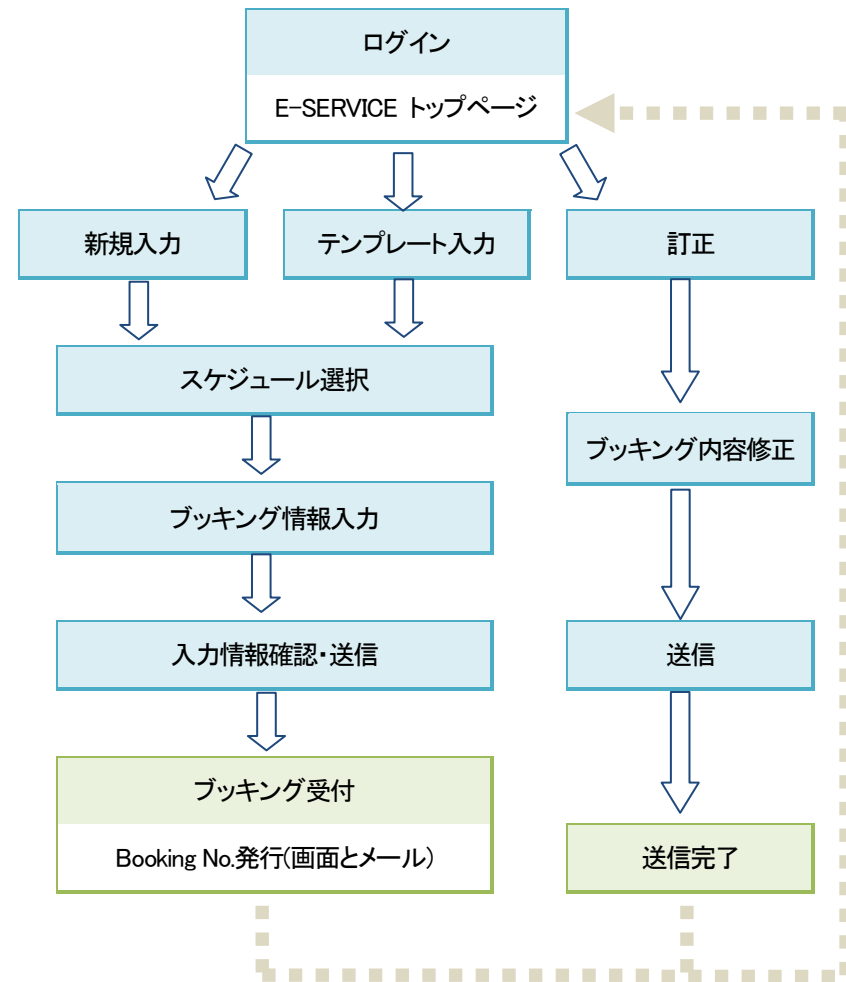 ログイン
E-SERVICE トップページ
新規入力
テンプレート入力
訂正
スケジュール選択
ブッキング内容修正
ブッキング情報入力
入力情報確認・送信
送信
ブッキング受付
Booking No.発行(画面とメール)
送信完了